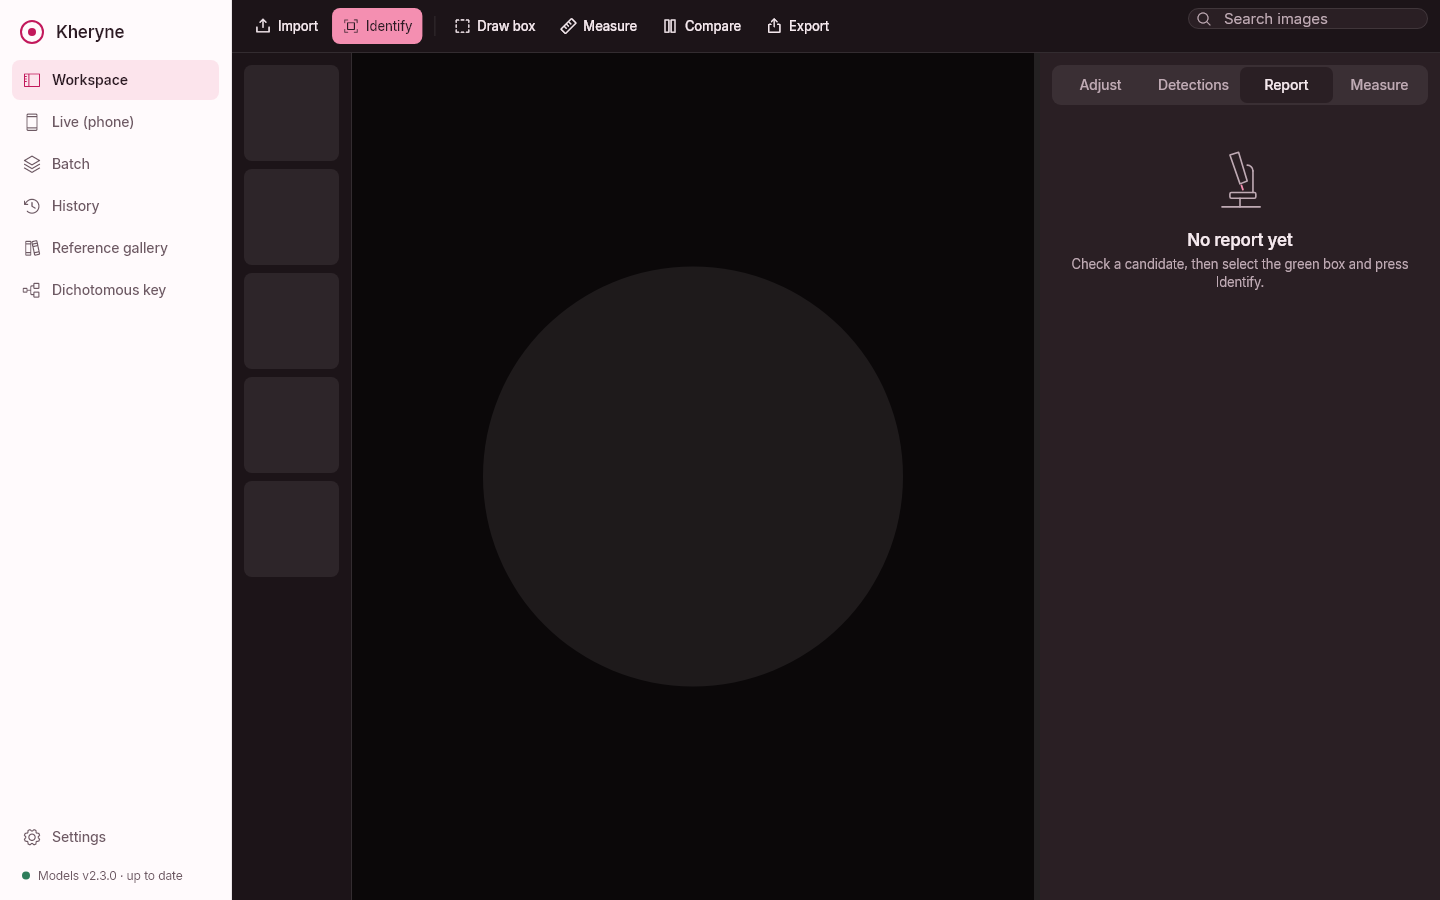 Kheryne
Workspace
Live (phone)
Batch
History
Reference gallery
Dichotomous key
Settings
Models v2.3.0 · up to date
Import
Identify
Draw box
Measure
Compare
Export
Search images
Adjust
Detections
Report
Measure
No report yet
Check a candidate, then select the green box and press
Identify.